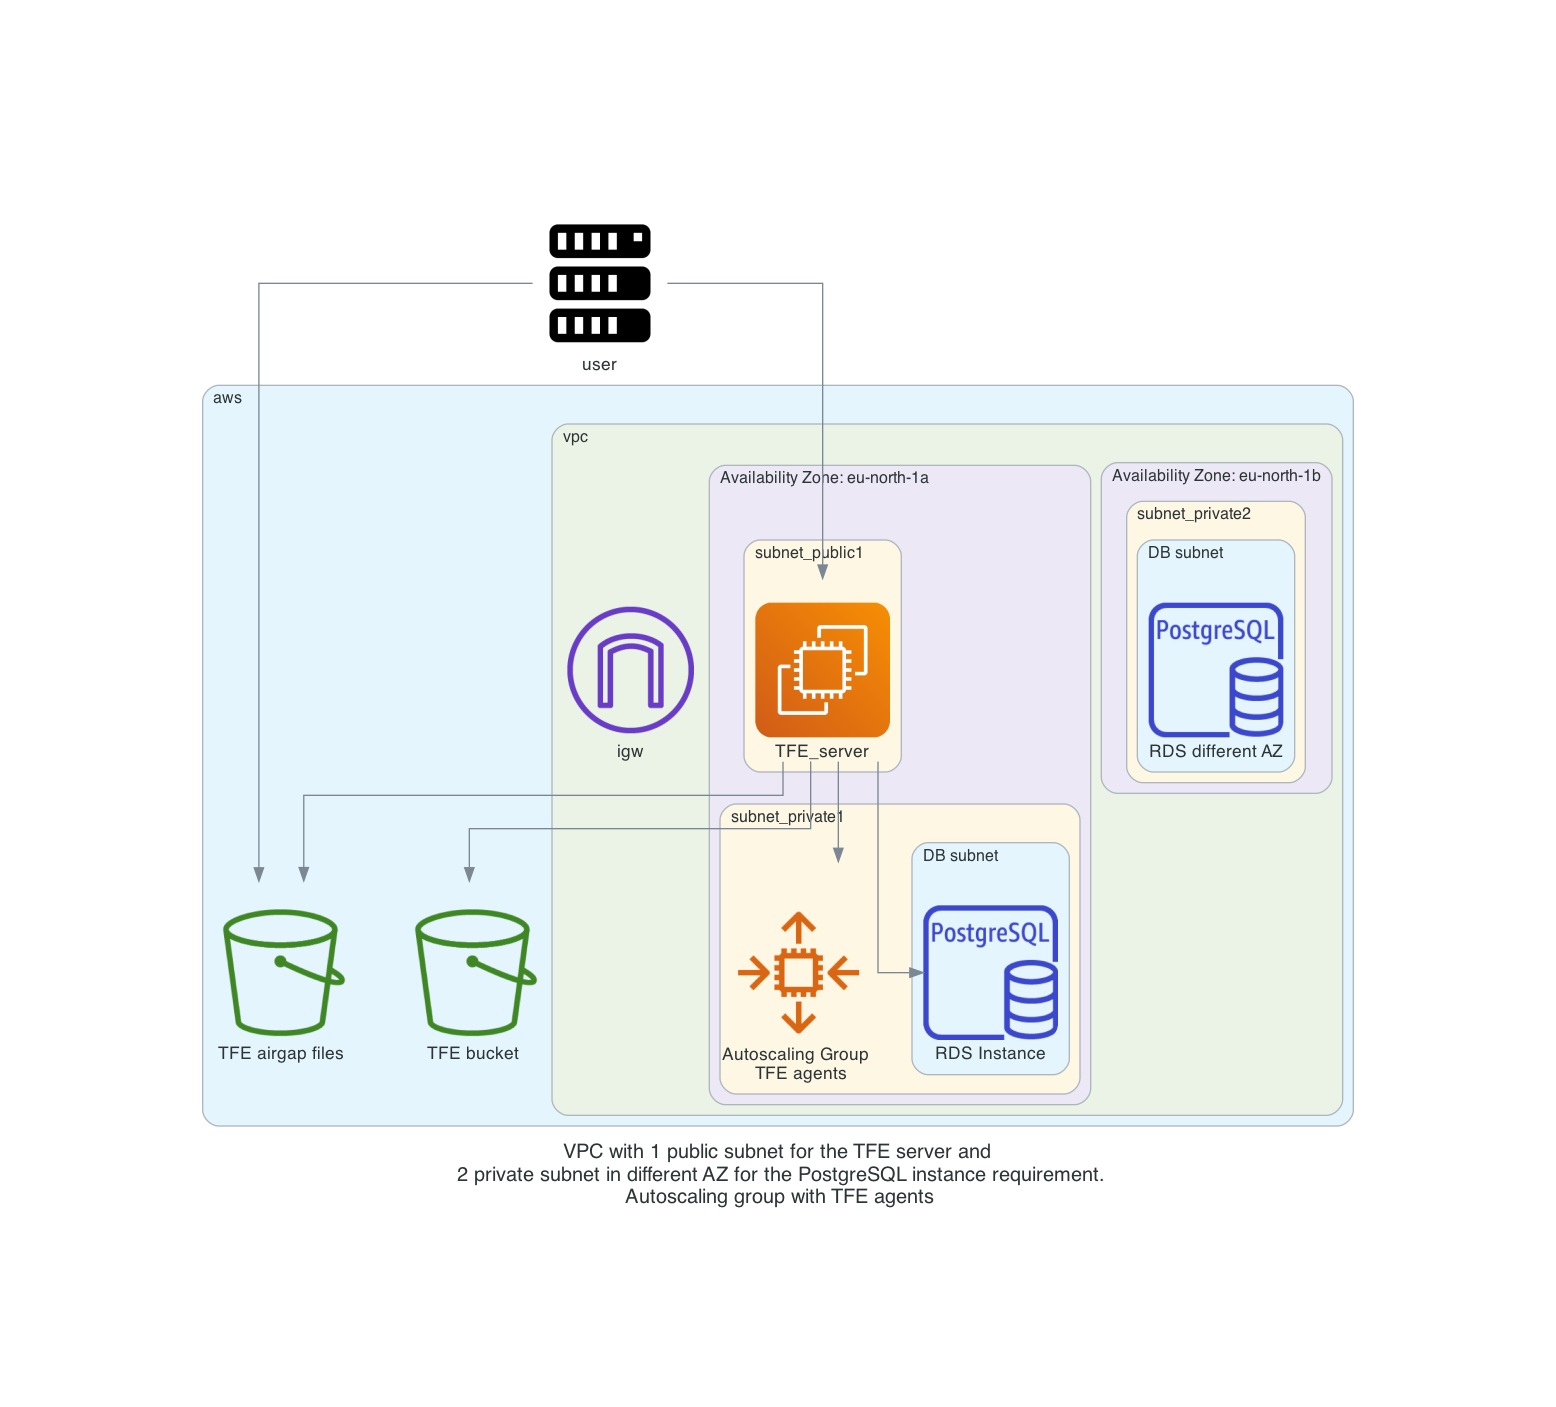 user
aws
vpc
Availability Zone: eu-north-1a
Availability Zone: eu-north-1b
subnet_private2
subnet_public1
DB subnet
PostgreSQL
igw
TFE_server
RDS different AZ
subnet_private1
DB subnet
PostgreSQL
TFE airgap files
TFE bucket
Autoscaling Group
TFE agents
RDS Instance
VPC with 1 public subnet for the TFE server and
2 private subnet in different AZ for the PostgreSQL instance requirement.
Autoscaling group with TFE agents